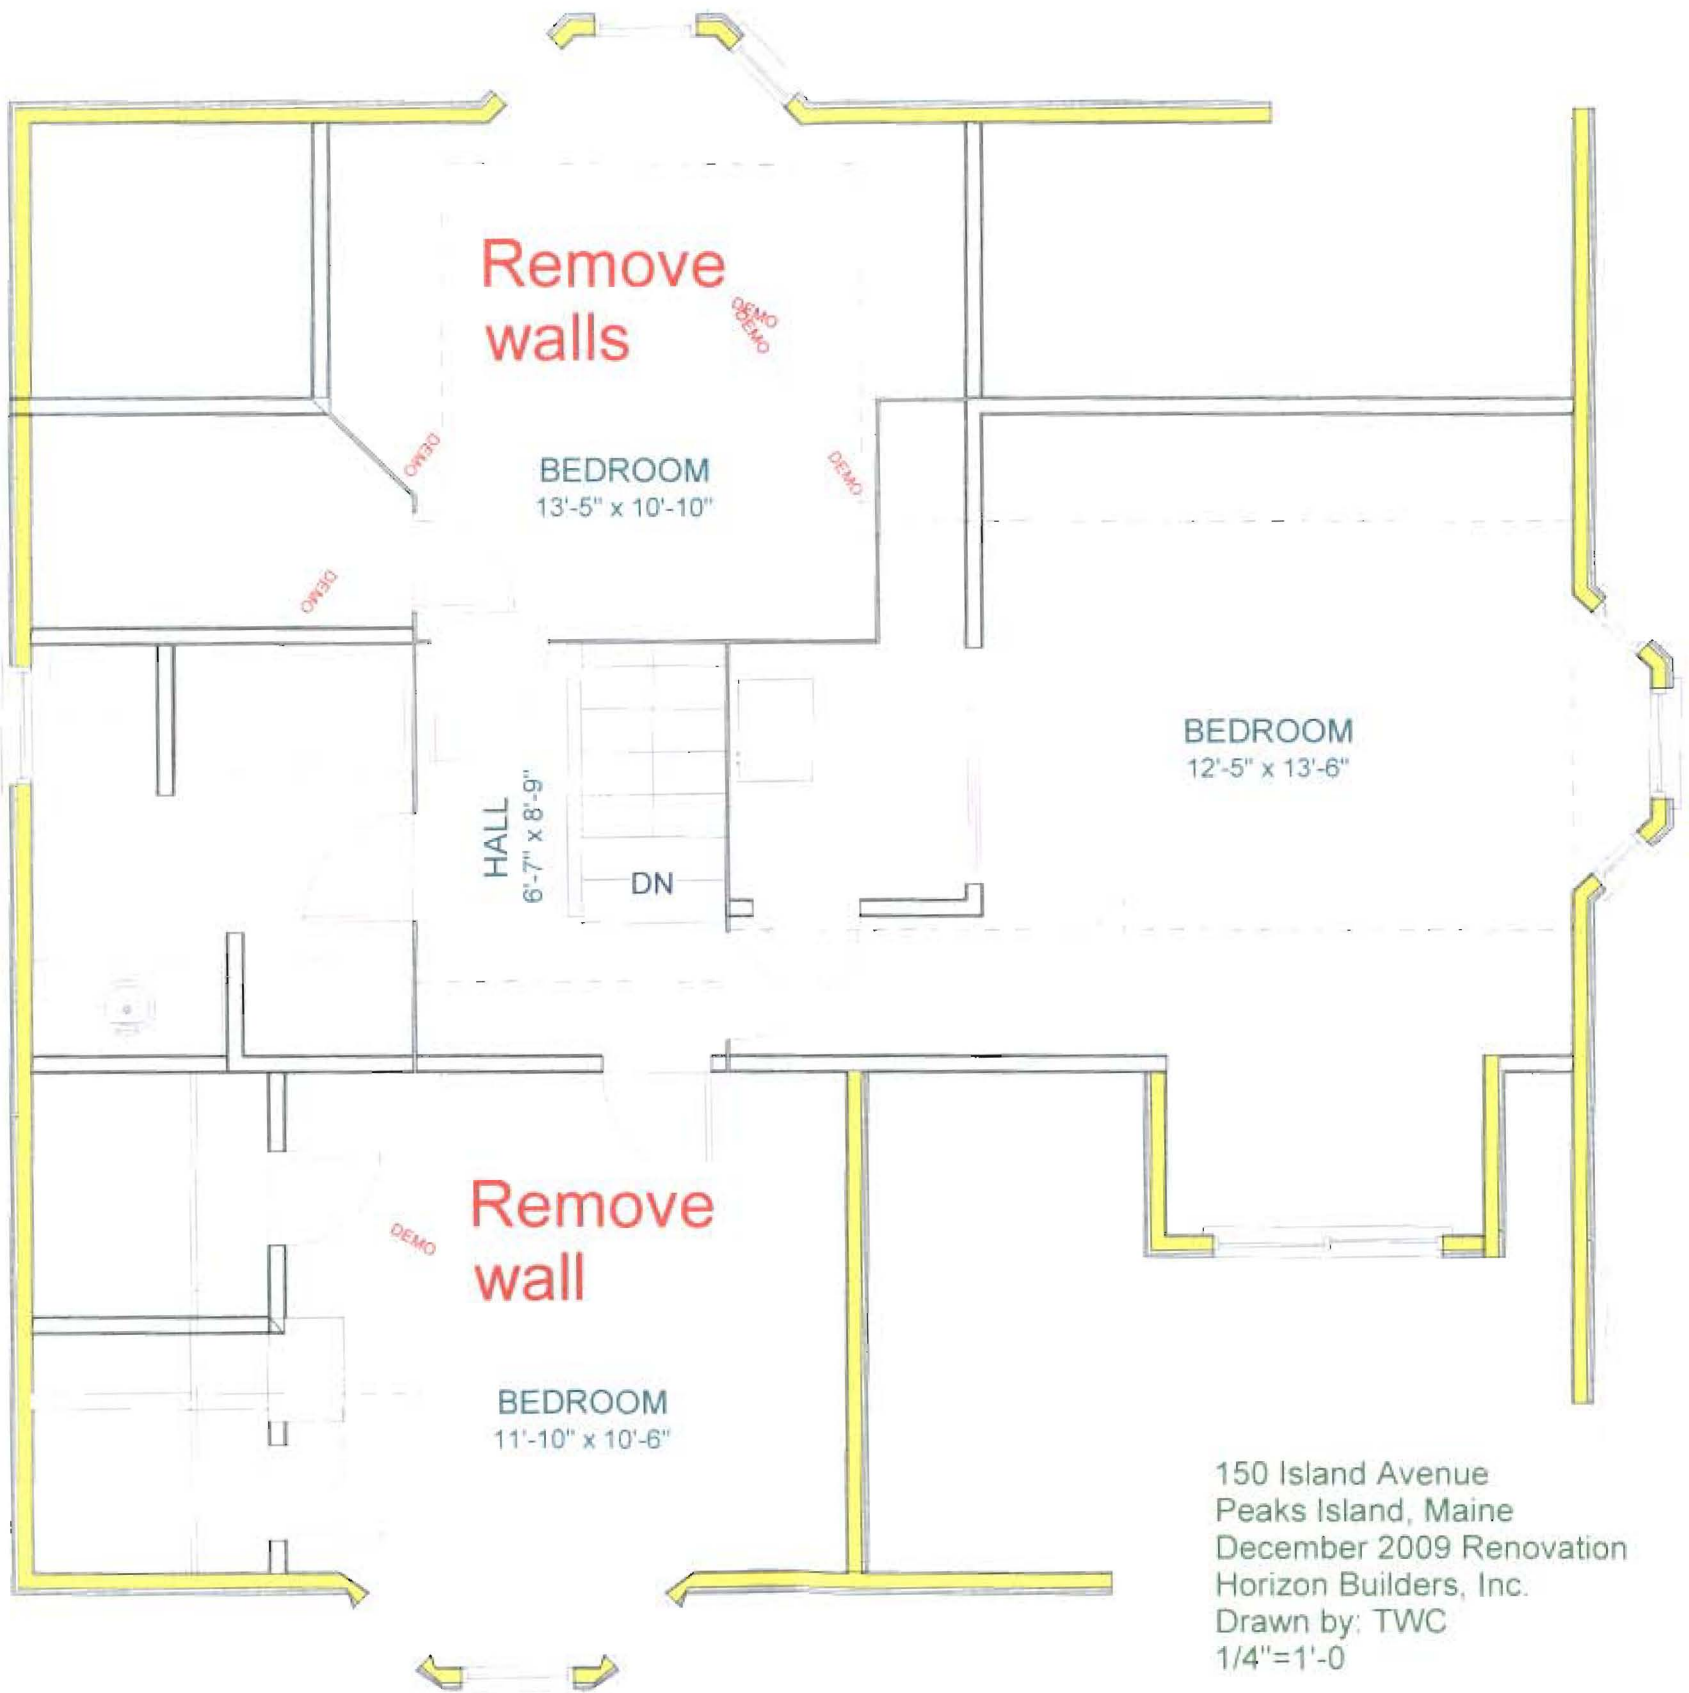 Remove
walls
DEMO
DEMO
DEMO
DEMO
BEDROOM
13'-5" x 10'-10"
DEMO
BEDROOM
12'-5" x 13'-6"
HALL
6'-7" x 8'-9"
DN
Remove
wall
DEMO
BEDROOM
11'-10" x 10'-6"
150 Island Avenue
Peaks Island, Maine
December 2009 Renovation
Horizon Builders, Inc.
Drawn by: TWC
1/4"=1'-0